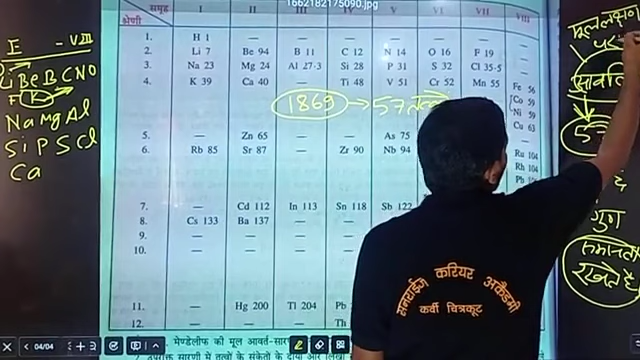 1662182175090.png
समूह I II III IV V VI VII VIII
श्रेणी
1. H 1 — — — — — —
2. Li 7 Be 94 B 11 C 12 N 14 O 16 F 19
3. Na 23 Mg 24 Al 27·3 Si 28 P 31 S 32 Cl 35·5
4. K 39 Ca 40 — Ti 48 V 51 Cr 52 Mn 55
Fe 56
Co 59
Ni 59
Cu 63
5. — Zn 65 — — As 75
6. Rb 85 Sr 87 — Zr 90 Nb 94
Ru 104
Rh 104
7. — Cd 112 In 113 Sn 118 Sb 122
8. Cs 133 Ba 137 — —
9. — — — —
10. — — — —
11. — Hg 200 Tl 204 Pb
12. — — — Th
I - VIII
Li Be B C N O
F K
Na Mg Al
Si P S Cl
Ca
1869 → 57 तत्वो
गुण
समानता
रखते है
सनराईज करियर अकैडमी
कर्वी चित्रकूट
04/04
मेण्डेलीफ की मूल आवर्त-सार